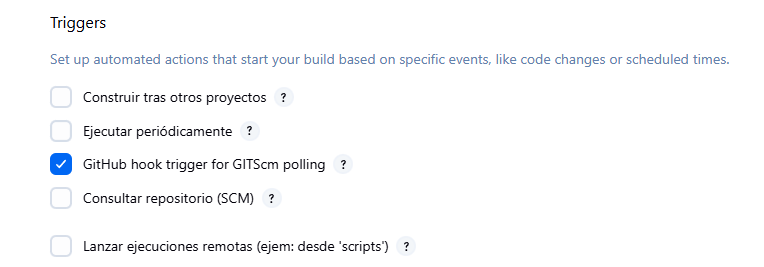 Triggers
Set up automated actions that start your build based on specific events, like code changes or scheduled times.
Construir tras otros proyectos ?
Ejecutar periódicamente ?
GitHub hook trigger for GITScm polling ?
Consultar repositorio (SCM) ?
Lanzar ejecuciones remotas (ejem: desde 'scripts') ?